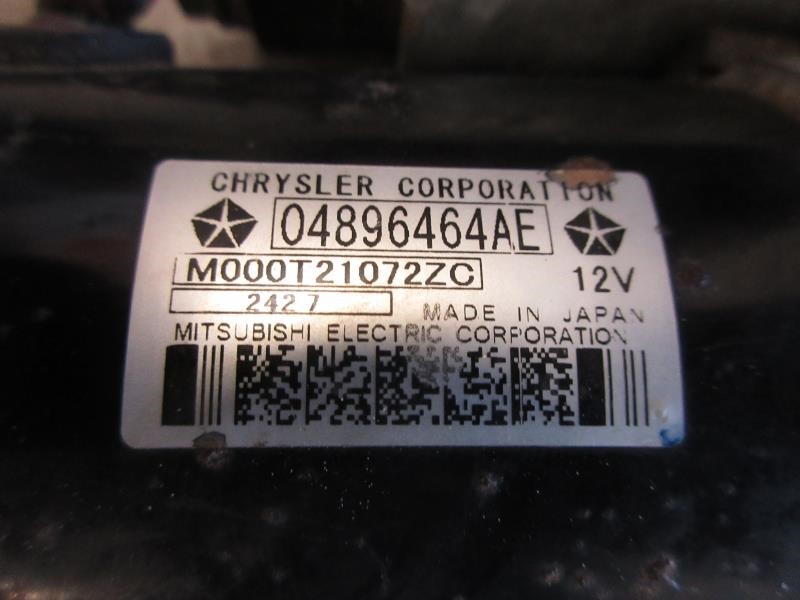 CHRYSLER CORPORATION
04896464AE
M000T21072ZC 12V
2427 MADE IN JAPAN
MITSUBISHI ELECTRIC CORPORATION